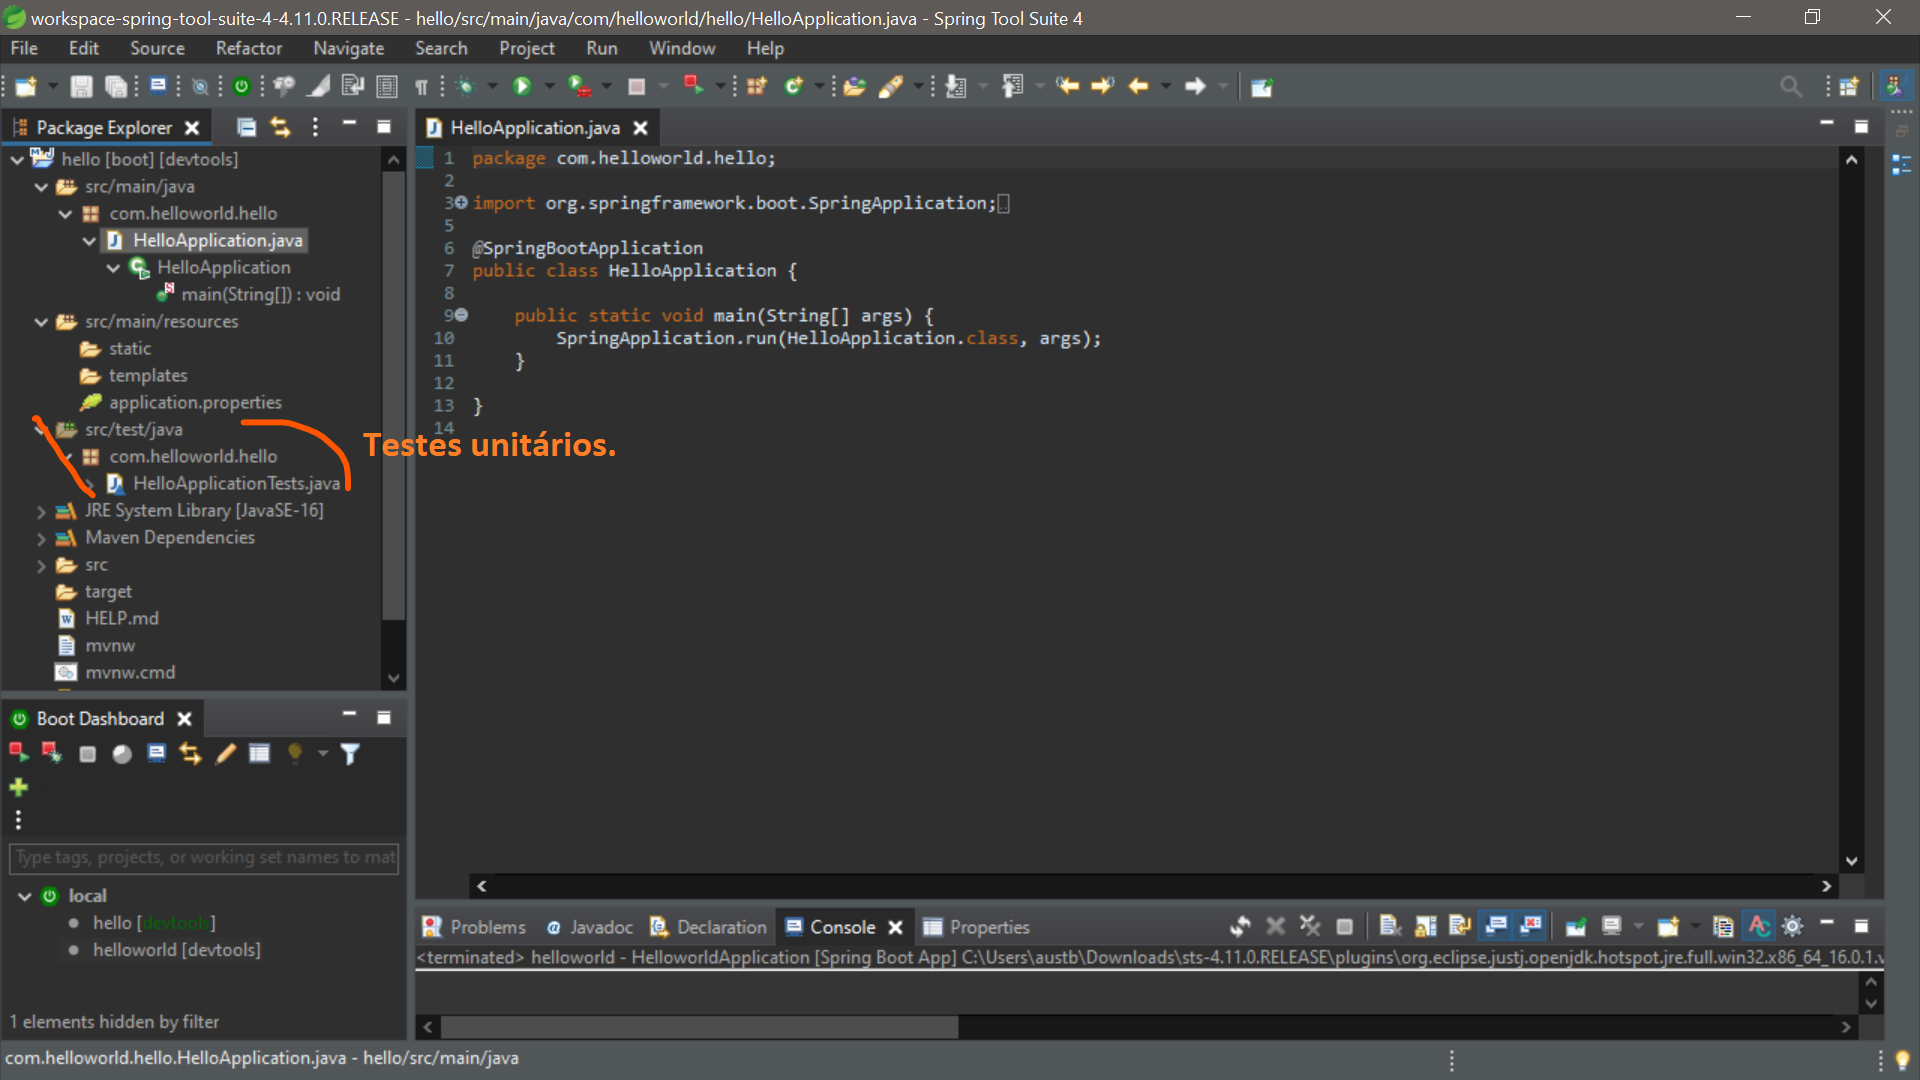 workspace-spring-tool-suite-4-4.11.0.RELEASE - hello/src/main/java/com/helloworld/hello/HelloApplication.java - Spring Tool Suite 4
File Edit Source Refactor Navigate Search Project Run Window Help
Package Explorer
hello [boot] [devtools]
src/main/java
com.helloworld.hello
HelloApplication.java
HelloApplication
main(String[]) : void
src/main/resources
static
templates
application.properties
src/test/java
com.helloworld.hello
HelloApplicationTests.java
JRE System Library [JavaSE-16]
Maven Dependencies
src
target
HELP.md
mvnw
mvnw.cmd
Testes unitários.
HelloApplication.java
1 package com.helloworld.hello;
2
3 import org.springframework.boot.SpringApplication;
5
6 @SpringBootApplication
7 public class HelloApplication {
8
9 public static void main(String[] args) {
10 SpringApplication.run(HelloApplication.class, args);
11 }
12
13 }
14
Boot Dashboard
Type tags, projects, or working set names to mat
local
hello [devtools]
helloworld [devtools]
1 elements hidden by filter
Problems @ Javadoc Declaration Console Properties
<terminated> helloworld - HelloworldApplication [Spring Boot App] C:\Users\austb\Downloads\sts-4.11.0.RELEASE\plugins\org.eclipse.justj.openjdk.hotspot.jre.full.win32.x86_64_16.0.1.v
com.helloworld.hello.HelloApplication.java - hello/src/main/java